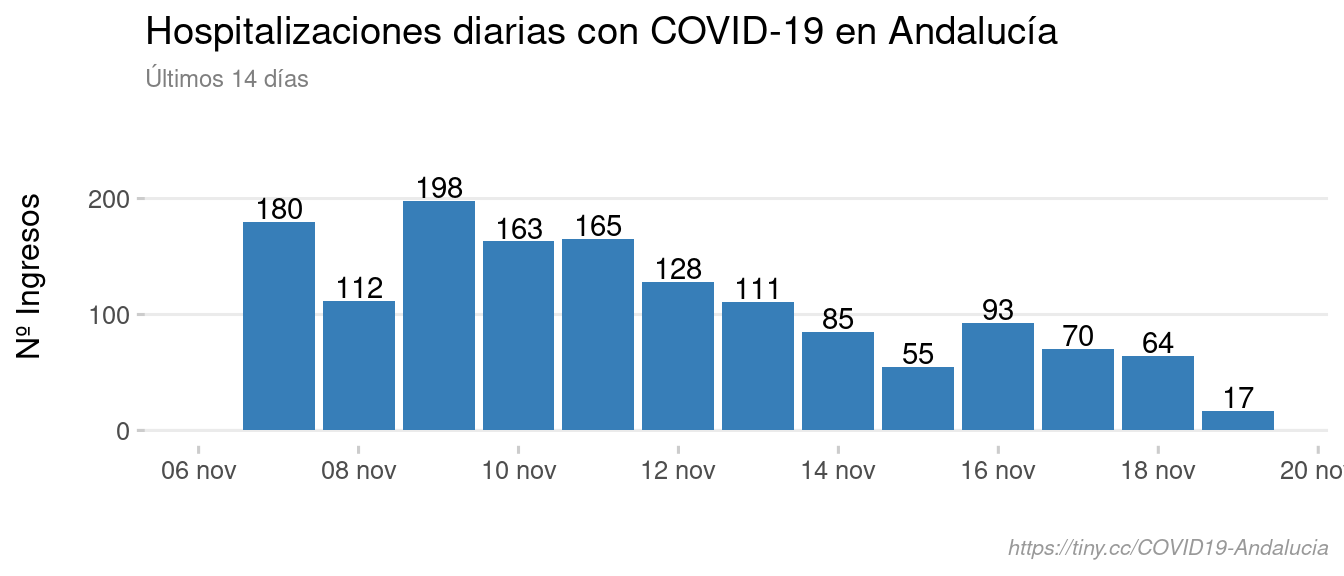 Hospitalizaciones diarias con COVID-19 en Andalucía
Últimos 14 días
Nº Ingresos
200
100
0
180
112
198
163
165
128
111
85
55
93
70
64
17
06 nov
08 nov
10 nov
12 nov
14 nov
16 nov
18 nov
20 no
https://tiny.cc/COVID19-Andalucia